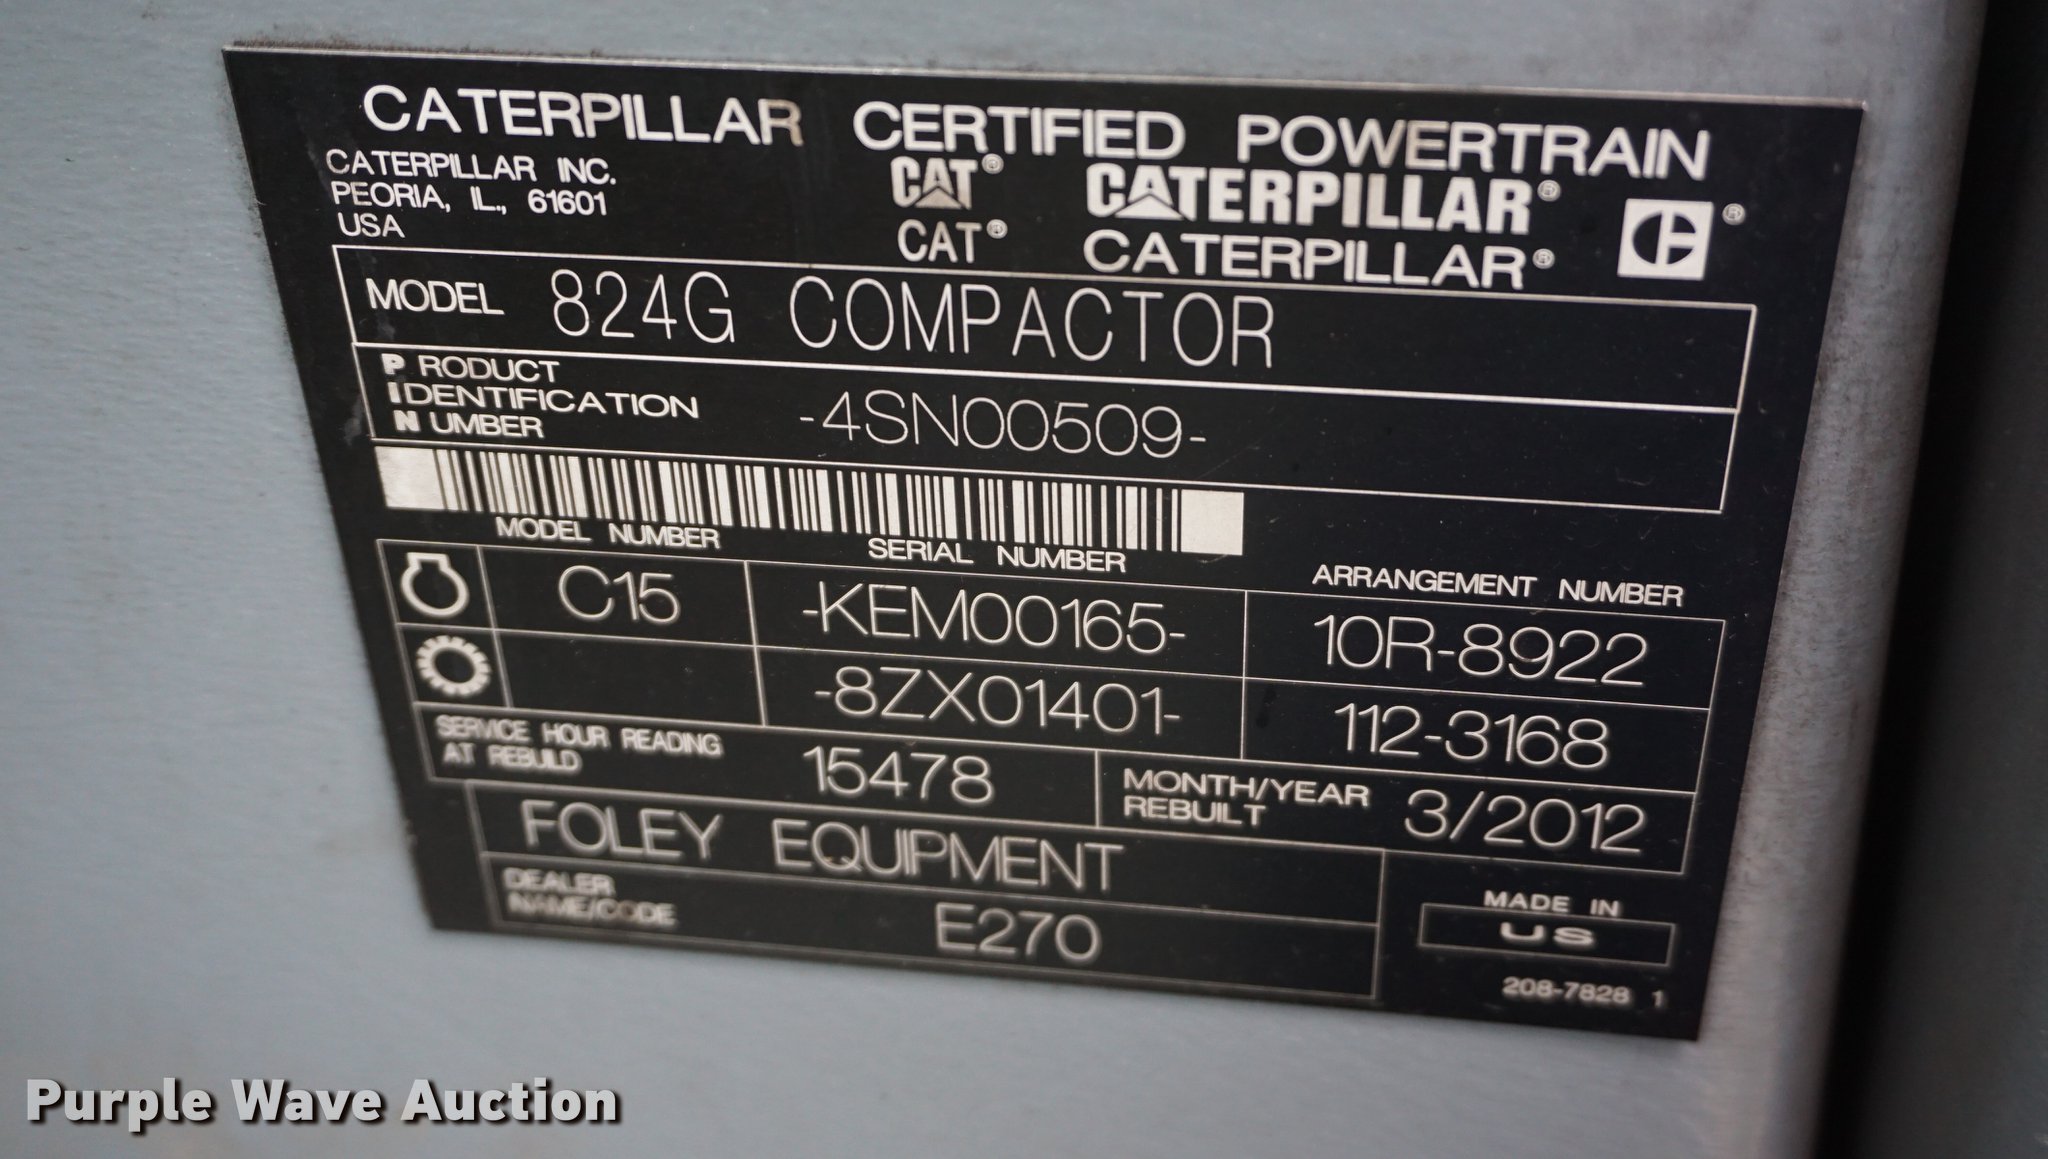 CATERPILLAR CERTIFIED POWERTRAIN
CATERPILLAR INC.
PEORIA, IL., 61601
USA
CAT® CATERPILLAR®
CAT® CATERPILLAR®
®
MODEL 824G COMPACTOR
PRODUCT
IDENTIFICATION
NUMBER
-4SN00509-
MODEL NUMBER SERIAL NUMBER ARRANGEMENT NUMBER
C15 -KEM00165- 10R-8922
-8ZX01401- 112-3168
SERVICE HOUR READING
AT REBUILD
15478
MONTH/YEAR
REBUILT
3/2012
FOLEY EQUIPMENT
DEALER
NAME/CODE
E270
MADE IN
US
208-7828 1
Purple Wave Auction